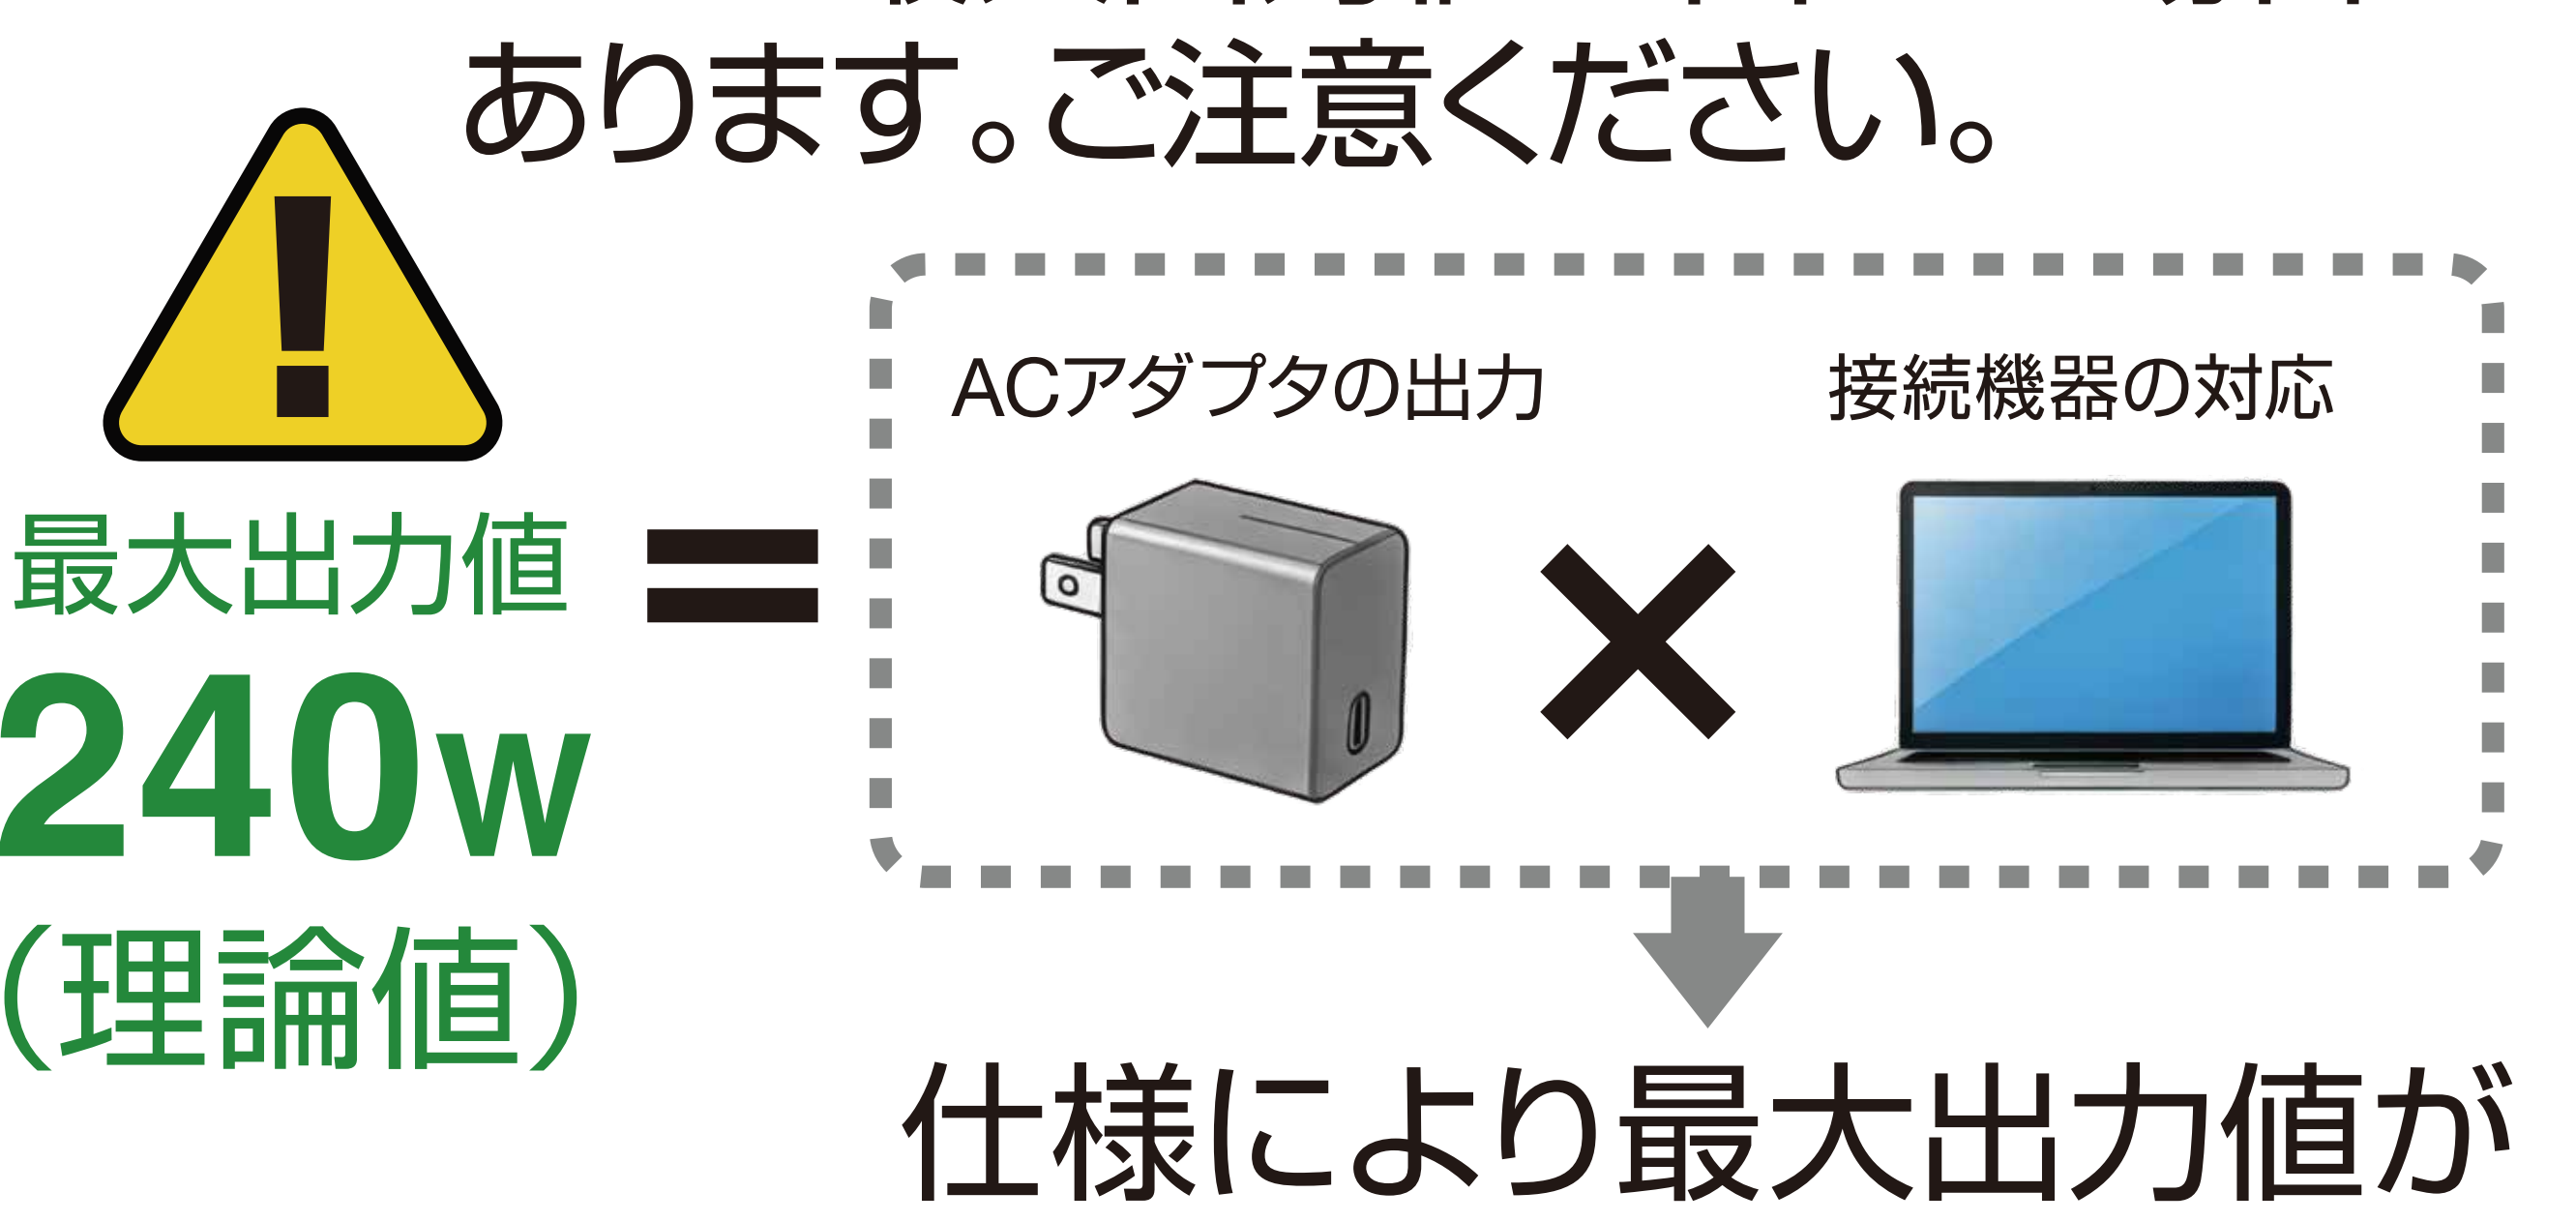 あります。ご注意ください。
ACアダプタの出力
接続機器の対応
最大出力値
=
×
240W
（理論値）
仕様により最大出力値が